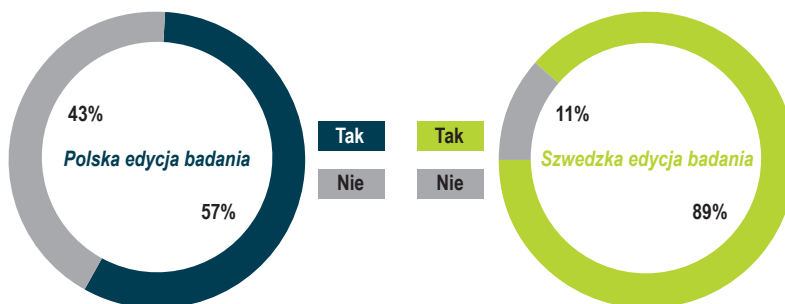 43%
Polska edycja badania
57%
Tak
Nie
Tak
Nie
11%
Szwedzka edycja badania
89%